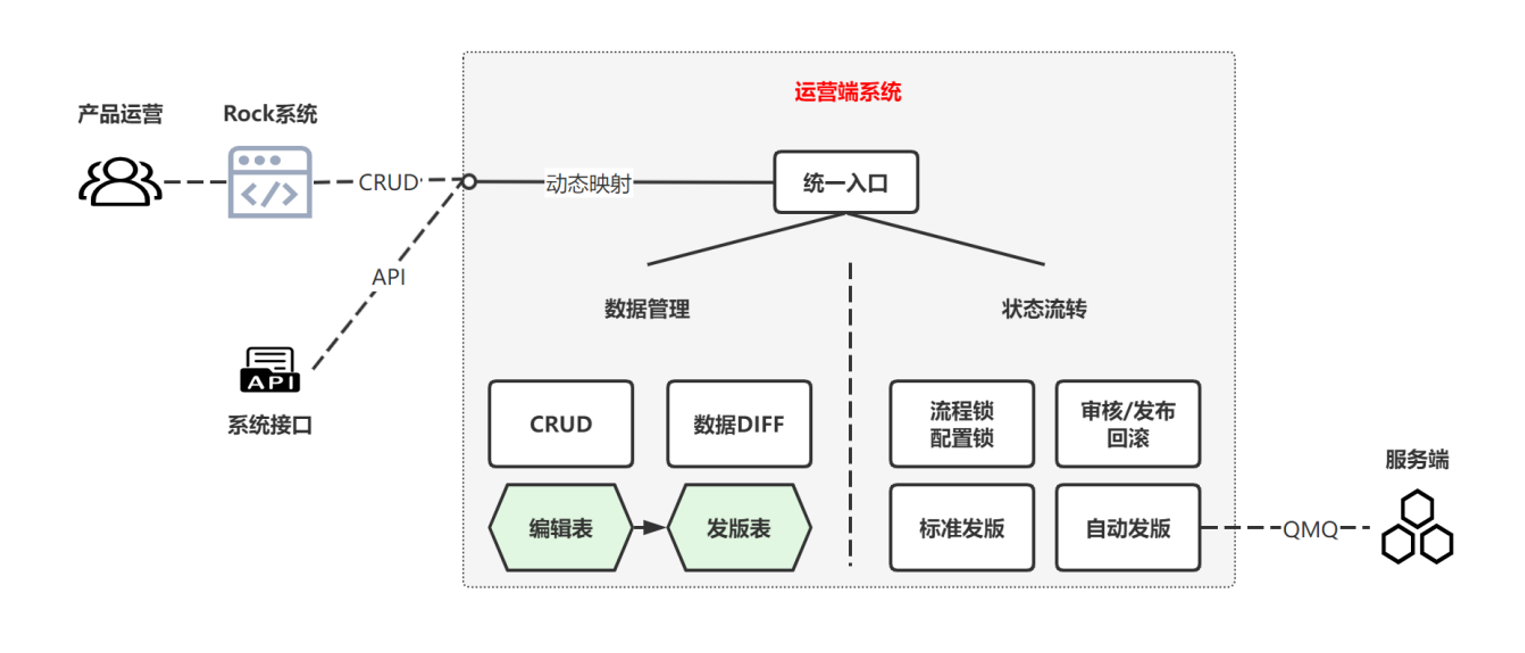 运营端系统
产品运营
Rock系统
CRUD
动态映射
统一入口
API
数据管理
状态流转
API
系统接口
CRUD
数据DIFF
流程锁
配置锁
审核/发布
回滚
服务端
编辑表
发版表
标准发版
自动发版
QMQ